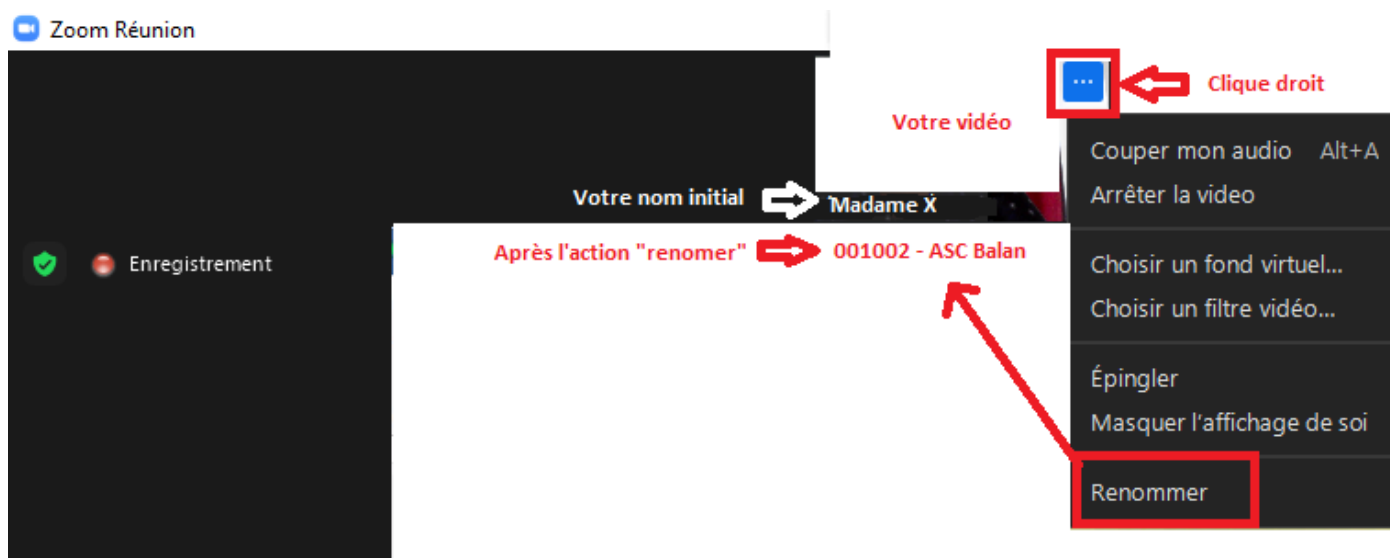 Zoom Réunion
...
Clique droit
Votre vidéo
Couper mon audio Alt+A
Arrêter la video
Votre nom initial
Madame X
Après l'action "renomer"
001002 - ASC Balan
Enregistrement
Choisir un fond virtuel...
Choisir un filtre vidéo...
Épingler
Masquer l'affichage de soi
Renommer